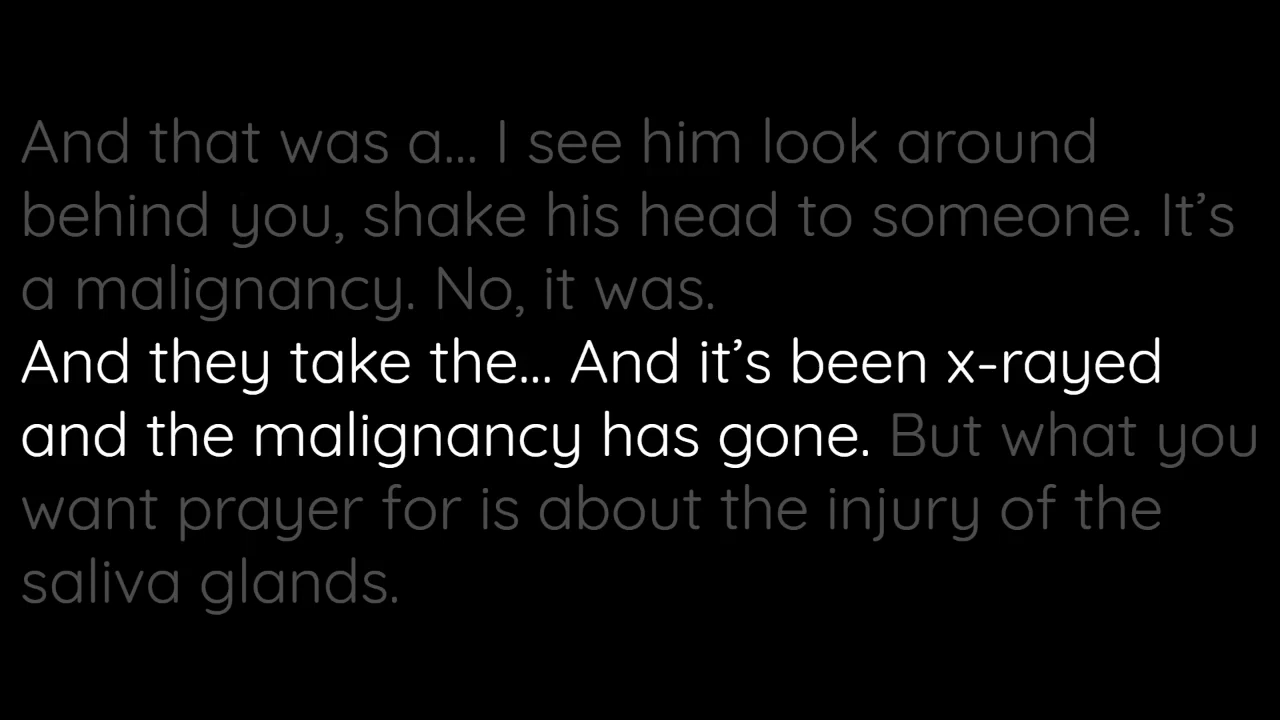 And that was a... I see him look around
behind you, shake his head to someone. It’s
a malignancy. No, it was.
And they take the... And it’s been x-rayed
and the malignancy has gone. But what you
want prayer for is about the injury of the
saliva glands.